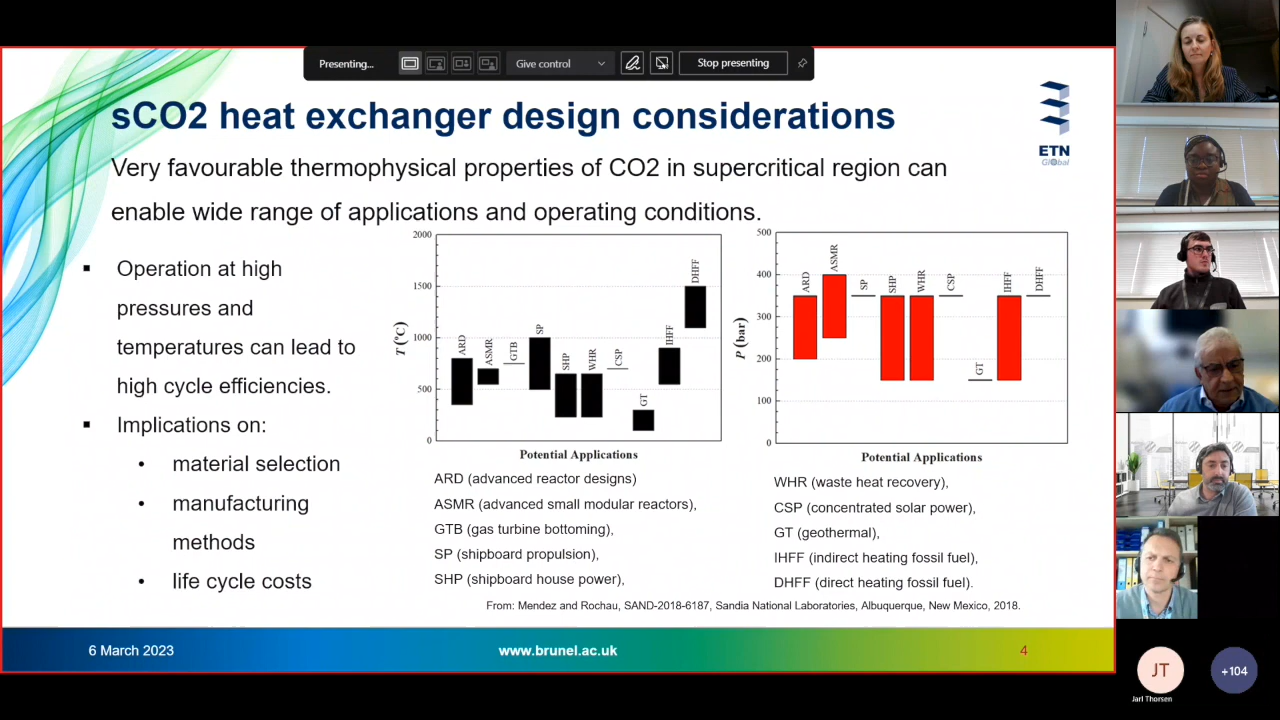 Presenting...
Give control
Stop presenting
sCO2 heat exchanger design considerations
ETN
Global
Very favourable thermophysical properties of CO2 in supercritical region can
enable wide range of applications and operating conditions.
▪ Operation at high
pressures and
temperatures can lead to
high cycle efficiencies.
▪ Implications on:
• material selection
• manufacturing
methods
• life cycle costs
2000
1500
1000
500
0
T (°C)
ARD
ASMR
GTB
SP
SHP
WHR
CSP
GT
IHFF
DHFF
Potential Applications
500
400
300
200
100
0
P (bar)
ARD
ASMR
SP
SHP
WHR
CSP
GT
IHFF
DHFF
Potential Applications
ARD (advanced reactor designs)
ASMR (advanced small modular reactors),
GTB (gas turbine bottoming),
SP (shipboard propulsion),
SHP (shipboard house power),
WHR (waste heat recovery),
CSP (concentrated solar power),
GT (geothermal),
IHFF (indirect heating fossil fuel),
DHFF (direct heating fossil fuel).
From: Mendez and Rochau, SAND-2018-6187, Sandia National Laboratories, Albuquerque, New Mexico, 2018.
6 March 2023
www.brunel.ac.uk
4
JT
Jarl Thorsen
+104